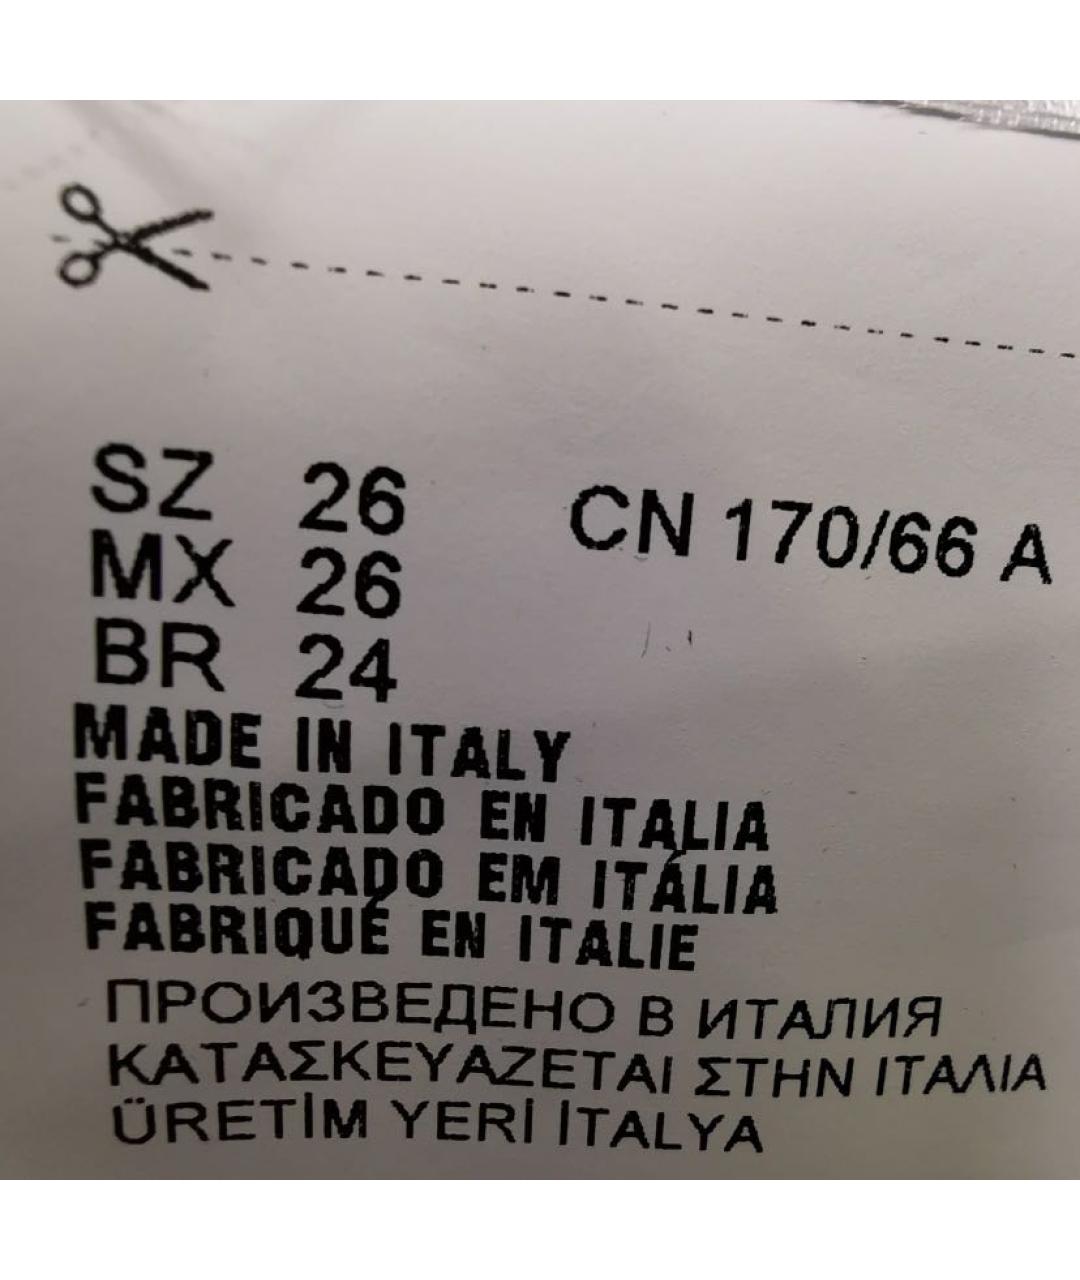 SZ 26 CN 170/66 A
MX 26
BR 24
MADE IN ITALY
FABRICADO EN ITALIA
FABRICADO EM ITÁLIA
FABRIQUÉ EN ITALIE
ПРОИЗВЕДЕНО В ИТАЛИЯ
ΚΑΤΑΣΚΕΥΑΖΕΤΑΙ ΣΤΗΝ ΙΤΑΛΙΑ
ÜRETİM YERİ İTALYA